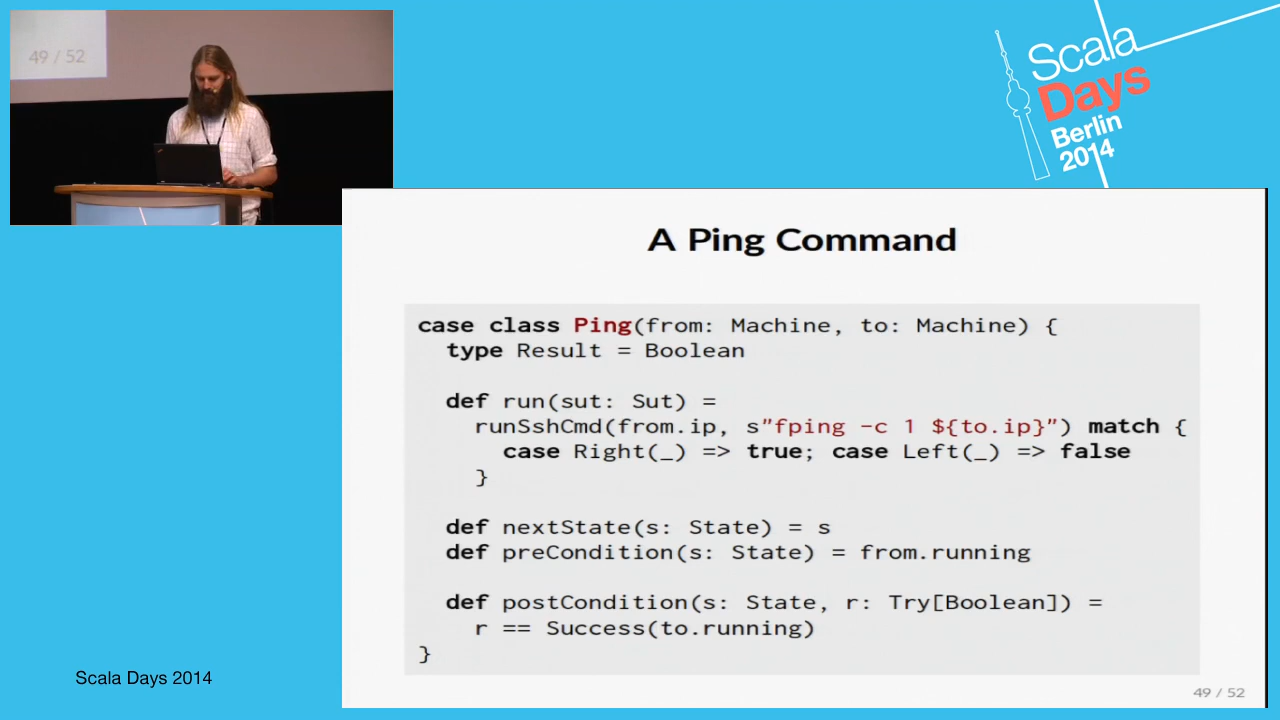 49 / 52
Scala
Days
Berlin
2014
A Ping Command
case class Ping(from: Machine, to: Machine) {
  type Result = Boolean

  def run(sut: Sut) =
    runSshCmd(from.ip, s"fping -c 1 ${to.ip}") match {
      case Right(_) => true; case Left(_) => false
    }

  def nextState(s: State) = s
  def preCondition(s: State) = from.running

  def postCondition(s: State, r: Try[Boolean]) =
    r == Success(to.running)
}
Scala Days 2014
49 / 52